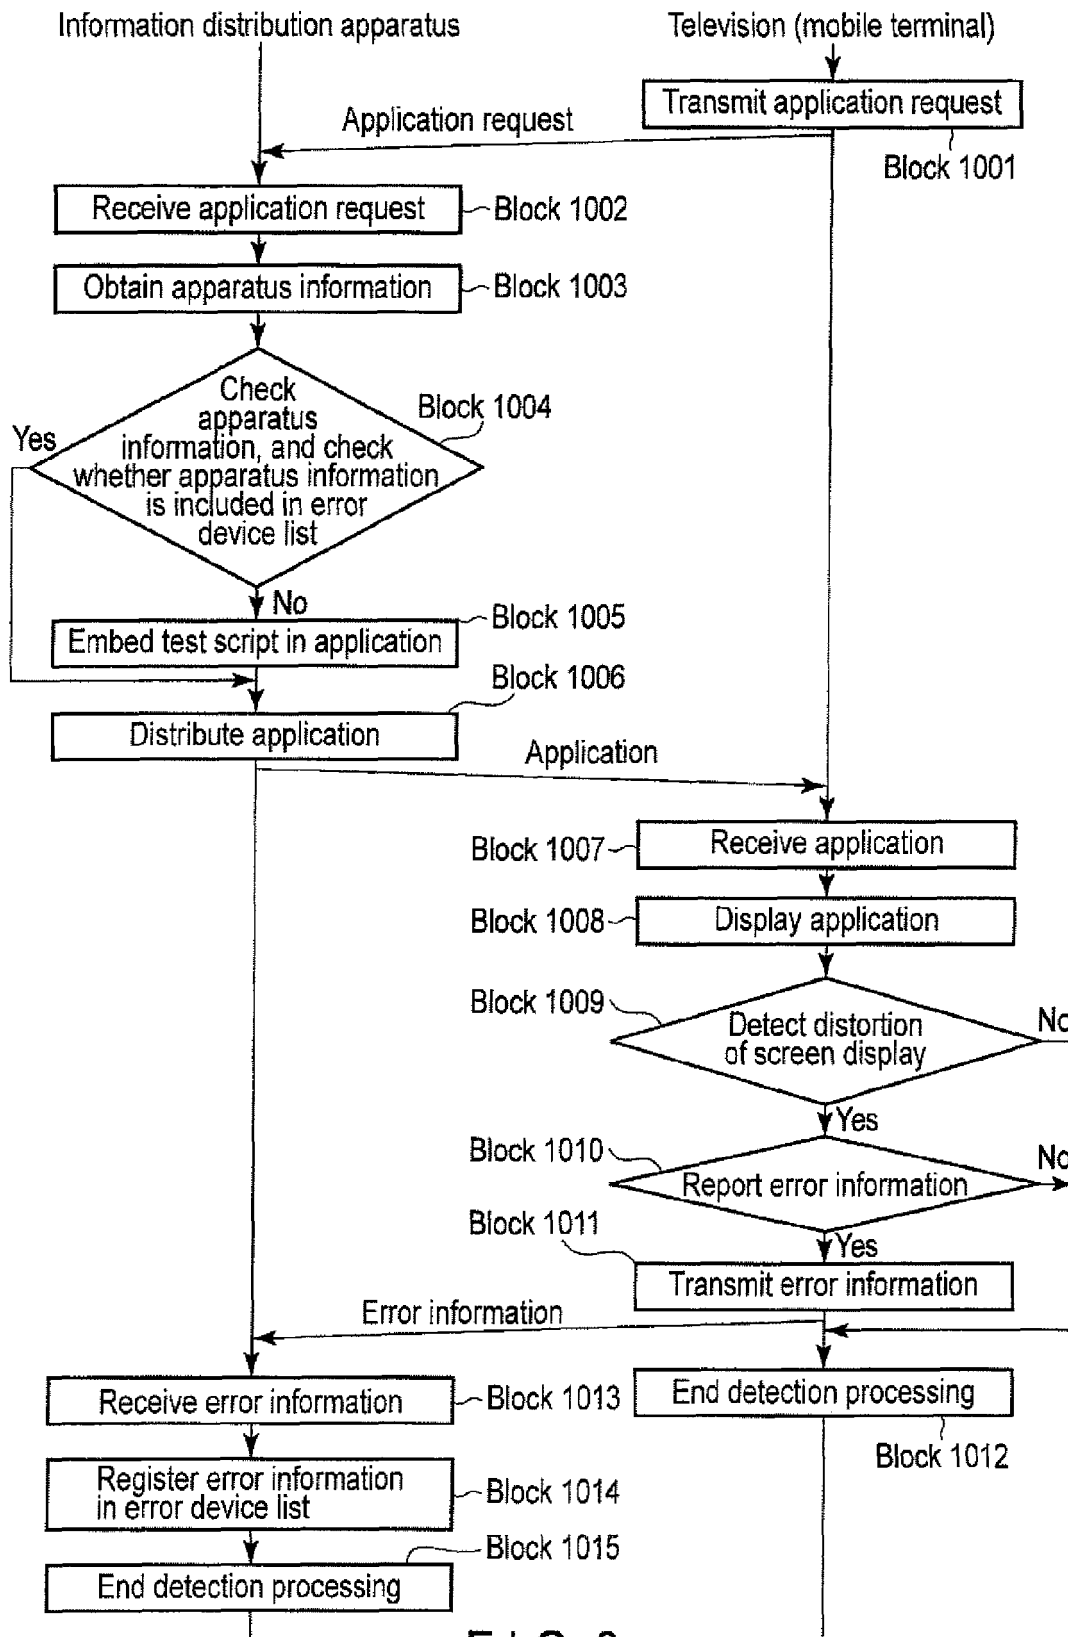 Information distribution apparatus
Television (mobile terminal)
Transmit application request
Application request
Block 1001
Receive application request
Block 1002
Obtain apparatus information
Block 1003
Check
apparatus
information, and check
whether apparatus information
is included in error
device list
Block 1004
Yes
No
Block 1005
Embed test script in application
Block 1006
Distribute application
Application
Block 1007
Receive application
Block 1008
Display application
Block 1009
Detect distortion
of screen display
No
Yes
Block 1010
Report error information
No
Block 1011
Yes
Transmit error information
Error information
Receive error information
Block 1013
End detection processing
Block 1012
Register error information
in error device list
Block 1014
Block 1015
End detection processing